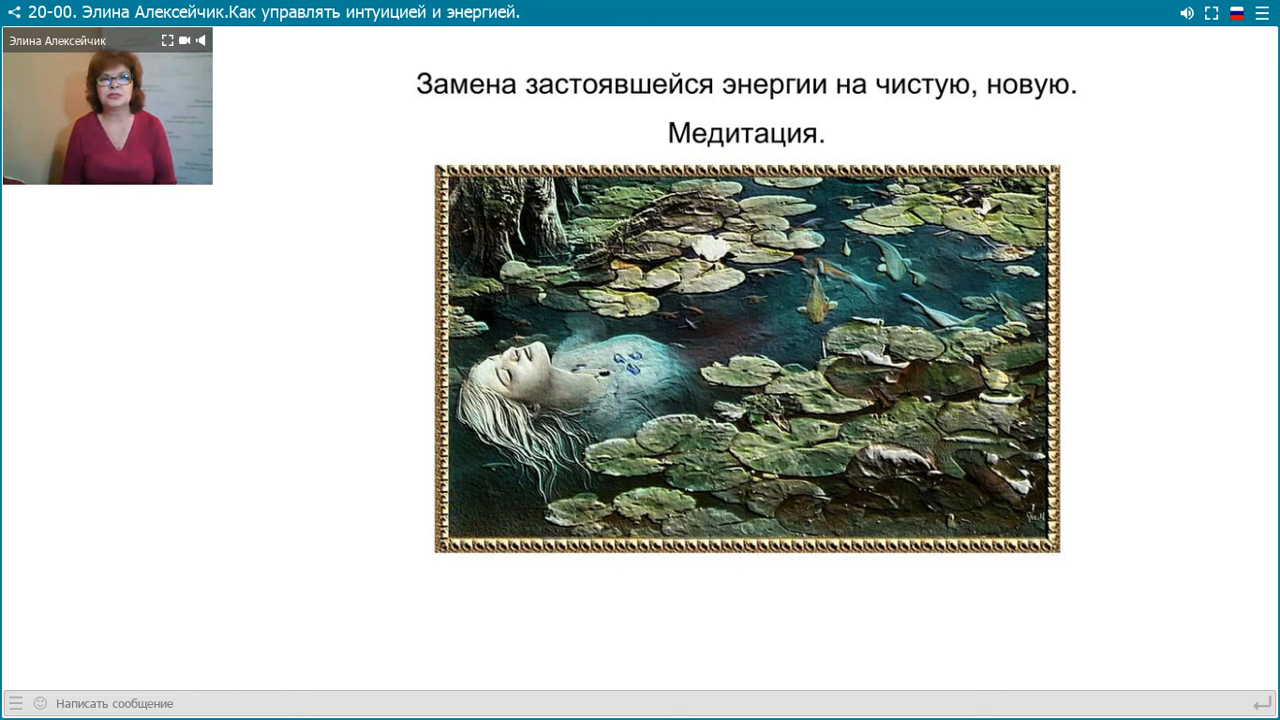 20-00. Элина Алексейчик.Как управлять интуицией и энергией.
Элина Алексейчик
Замена застоявшейся энергии на чистую, новую.
Медитация.
Написать сообщение